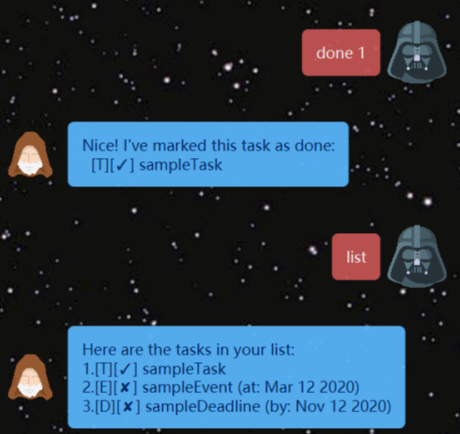 done 1
Nice! I've marked this task as done:
[T][✓] sampleTask
list
Here are the tasks in your list:
1.[T][✓] sampleTask
2.[E][✘] sampleEvent (at: Mar 12 2020)
3.[D][✘] sampleDeadline (by: Nov 12 2020)